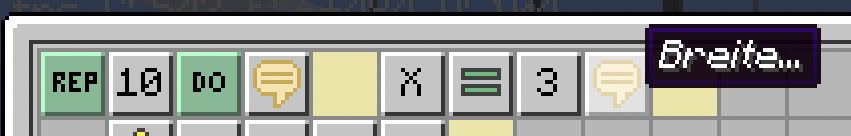 REP 10 DO X = 3
Breite...